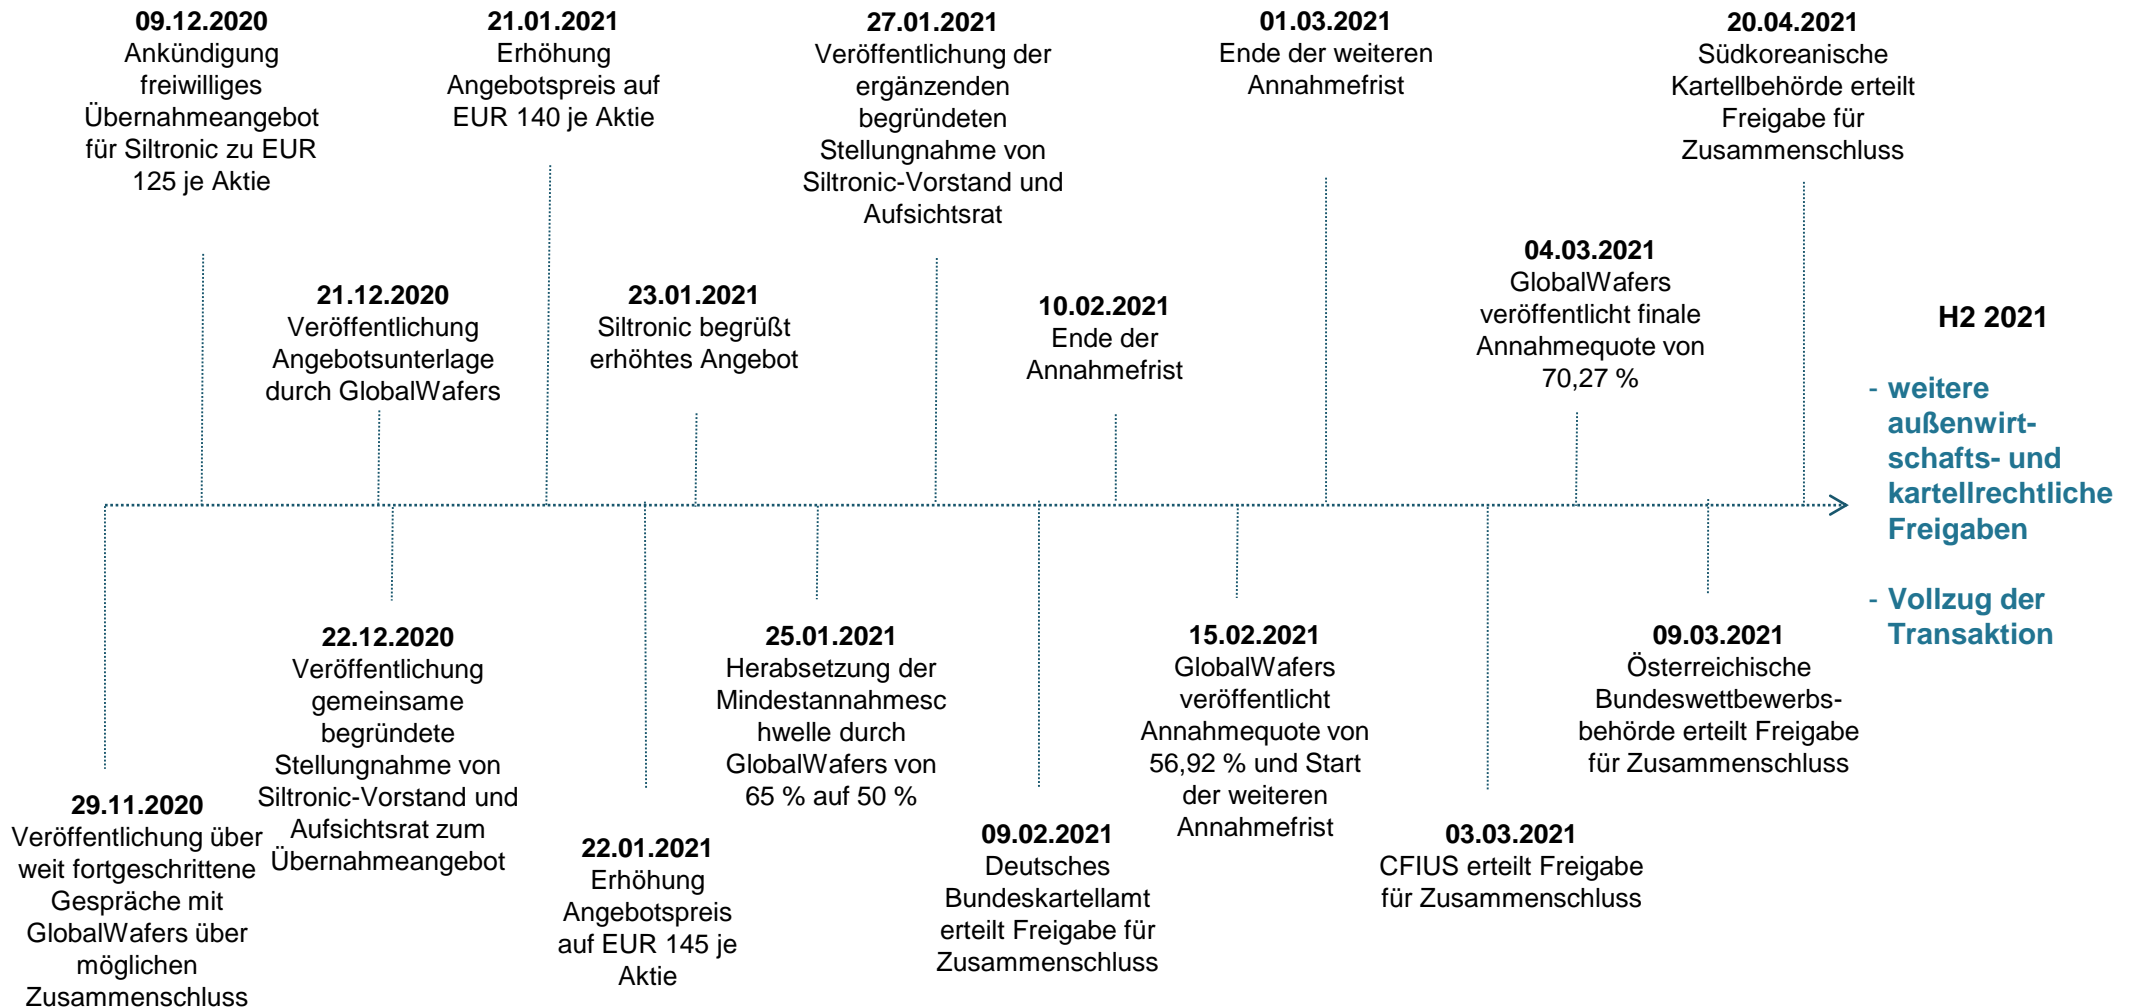 09.12.2020
Ankündigung
freiwilliges
Übernahmeangebot
für Siltronic zu EUR
125 je Aktie
21.01.2021
Erhöhung
Angebotspreis auf
EUR 140 je Aktie
27.01.2021
Veröffentlichung der
ergänzenden
begründeten
Stellungnahme von
Siltronic-Vorstand und
Aufsichtsrat
01.03.2021
Ende der weiteren
Annahmefrist
20.04.2021
Südkoreanische
Kartellbehörde erteilt
Freigabe für
Zusammenschluss
21.12.2020
Veröffentlichung
Angebotsunterlage
durch GlobalWafers
23.01.2021
Siltronic begrüßt
erhöhtes Angebot
10.02.2021
Ende der
Annahmefrist
04.03.2021
GlobalWafers
veröffentlicht finale
Annahmequote von
70,27 %
H2 2021
- weitere
außenwirt-
schafts- und
kartellrechtliche
Freigaben
- Vollzug der
Transaktion
29.11.2020
Veröffentlichung über
weit fortgeschrittene
Gespräche mit
GlobalWafers über
möglichen
Zusammenschluss
22.12.2020
Veröffentlichung
gemeinsame
begründete
Stellungnahme von
Siltronic-Vorstand und
Aufsichtsrat zum
Übernahmeangebot
22.01.2021
Erhöhung
Angebotspreis
auf EUR 145 je
Aktie
25.01.2021
Herabsetzung der
Mindestannahmesc
hwelle durch
GlobalWafers von
65 % auf 50 %
09.02.2021
Deutsches
Bundeskartellamt
erteilt Freigabe für
Zusammenschluss
15.02.2021
GlobalWafers
veröffentlicht
Annahmequote von
56,92 % und Start
der weiteren
Annahmefrist
03.03.2021
CFIUS erteilt Freigabe
für Zusammenschluss
09.03.2021
Österreichische
Bundeswettbewerbs-
behörde erteilt Freigabe
für Zusammenschluss